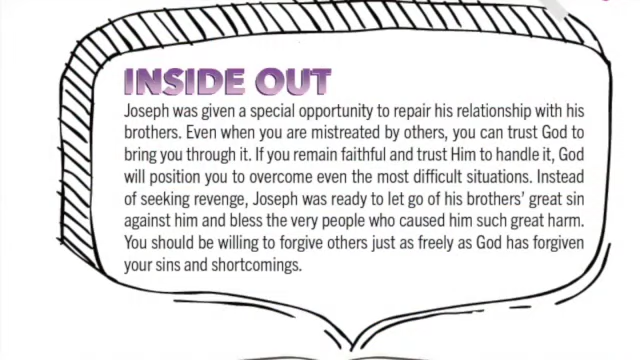 INSIDE OUT
Joseph was given a special opportunity to repair his relationship with his
brothers. Even when you are mistreated by others, you can trust God to
bring you through it. If you remain faithful and trust Him to handle it, God
will position you to overcome even the most difficult situations. Instead
of seeking revenge, Joseph was ready to let go of his brothers’ great sin
against him and bless the very people who caused him such great harm.
You should be willing to forgive others just as freely as God has forgiven
your sins and shortcomings.